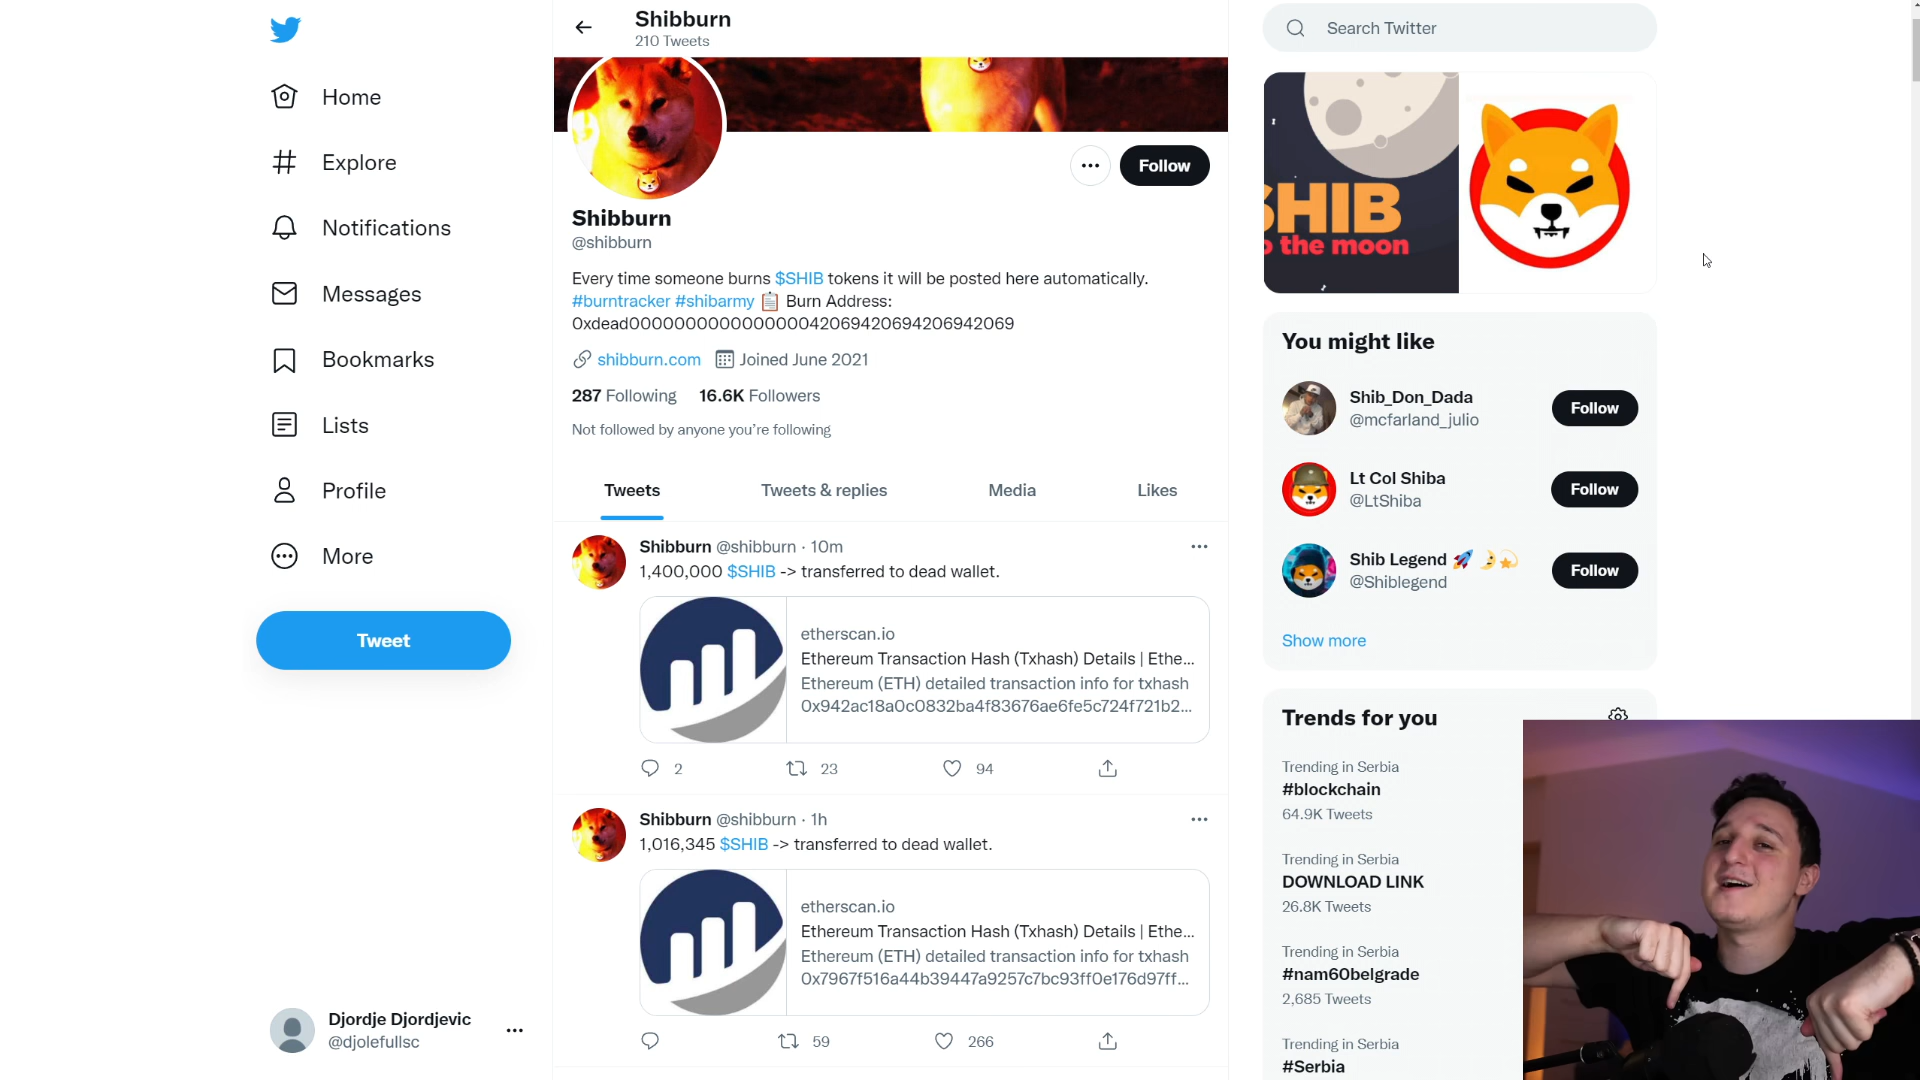 Home
Explore
Notifications
Messages
Bookmarks
Lists
Profile
More
Tweet
Djordje Djordjevic
@djolefullsc
Shibburn
210 Tweets
Follow
Shibburn
@shibburn
Every time someone burns $SHIB tokens it will be posted here automatically.
#burntracker #shibarmy 📋 Burn Address:
0xdead000000000000000042069420694206942069
shibburn.com Joined June 2021
287 Following 16.6K Followers
Not followed by anyone you're following
Tweets Tweets & replies Media Likes
Shibburn @shibburn · 10m
1,400,000 $SHIB -> transferred to dead wallet.
etherscan.io
Ethereum Transaction Hash (Txhash) Details | Ethe...
Ethereum (ETH) detailed transaction info for txhash
0x942ac18a0c0832ba4f83676ae6fe5c724f721b2...
2 23 94
Shibburn @shibburn · 1h
1,016,345 $SHIB -> transferred to dead wallet.
etherscan.io
Ethereum Transaction Hash (Txhash) Details | Ethe...
Ethereum (ETH) detailed transaction info for txhash
0x7967f516a44b39447a9257c7bc93ff0e176d97ff...
59 266
Search Twitter
SHIB
o the moon
You might like
Shib_Don_Dada
@mcfarland_julio
Follow
Lt Col Shiba
@LtShiba
Follow
Shib Legend 🚀 🌛💫
@Shiblegend
Follow
Show more
Trends for you
Trending in Serbia
#blockchain
64.9K Tweets
Trending in Serbia
DOWNLOAD LINK
26.8K Tweets
Trending in Serbia
#nam60belgrade
2,685 Tweets
Trending in Serbia
#Serbia